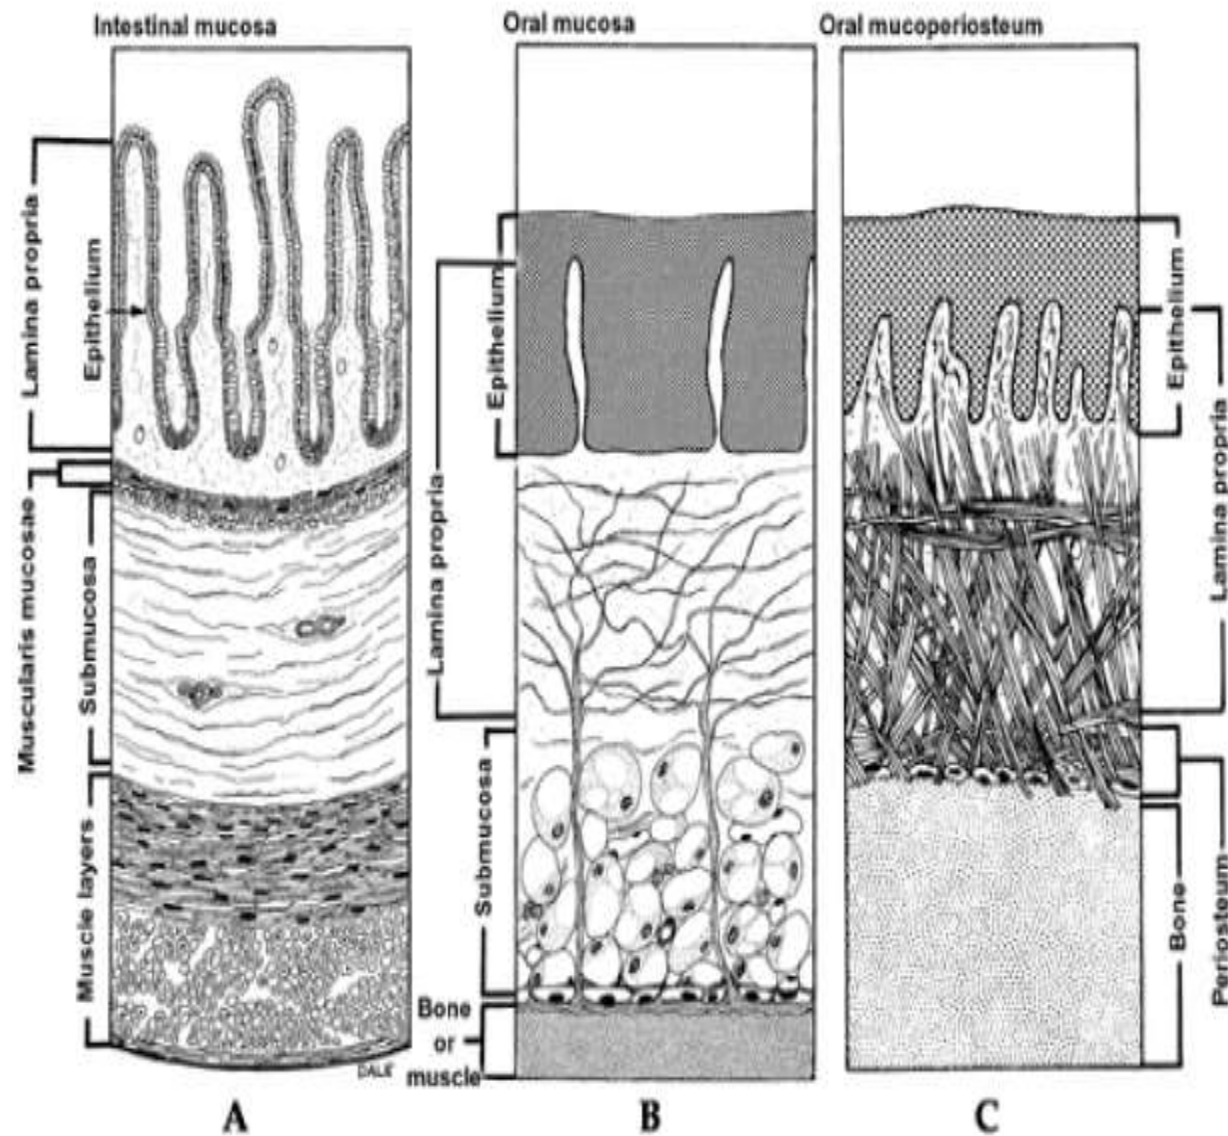 Intestinal mucosa
Oral mucosa
Oral mucoperiosteum
Lamina propria
Epithelium
Muscularis mucosae
Submucosa
Muscle layers
DALE
Epithelium
Lamina propria
Submucosa
Bone
or
muscle
Epithelium
Lamina propria
Bone
Periosteum
A
B
C